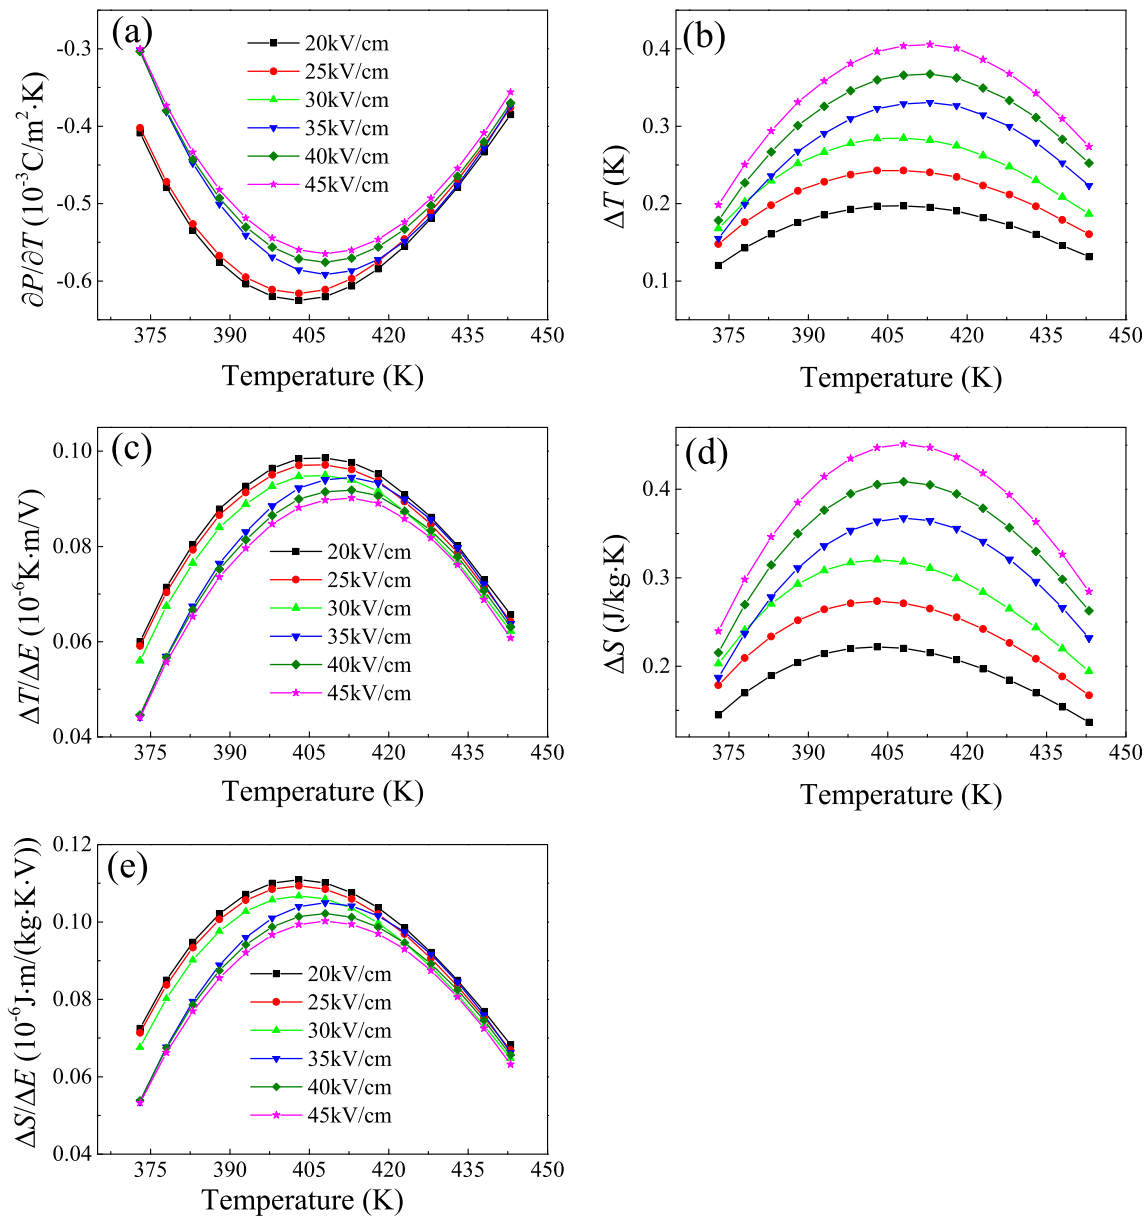 (a)
20kV/cm
25kV/cm
30kV/cm
35kV/cm
40kV/cm
45kV/cm
-0.3
-0.4
-0.5
-0.6
∂P/∂T (10⁻³C/m²·K)
375 390 405 420 435 450
Temperature (K)
(b)
0.4
0.3
0.2
0.1
ΔT (K)
375 390 405 420 435 450
Temperature (K)
(c)
0.10
0.08
0.06
0.04
ΔT/ΔE (10⁻⁶K·m/V)
20kV/cm
25kV/cm
30kV/cm
35kV/cm
40kV/cm
45kV/cm
375 390 405 420 435 450
Temperature (K)
(d)
0.4
0.3
0.2
ΔS (J/kg·K)
375 390 405 420 435 450
Temperature (K)
(e)
0.12
0.10
0.08
0.06
0.04
ΔS/ΔE (10⁻⁶J·m/(kg·K·V))
20kV/cm
25kV/cm
30kV/cm
35kV/cm
40kV/cm
45kV/cm
375 390 405 420 435 450
Temperature (K)